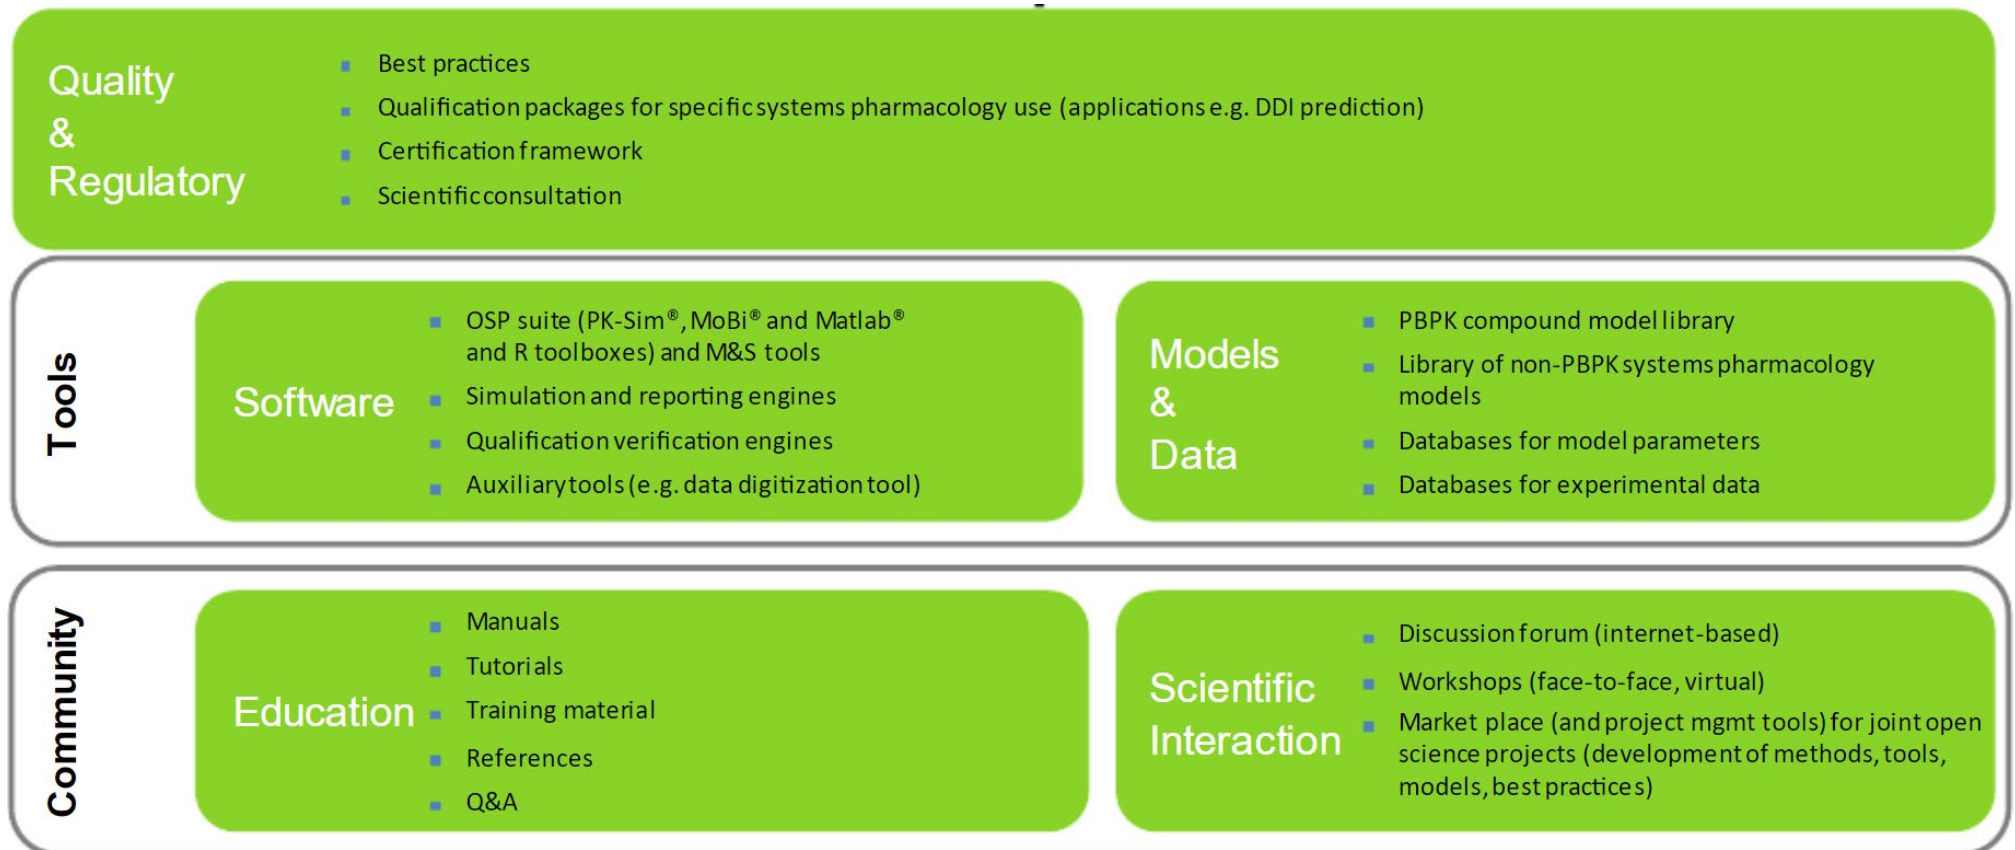 Quality
&
Regulatory
Best practices
Qualification packages for specific systems pharmacology use (applications e.g. DDI prediction)
Certification framework
Scientific consultation
Tools
Software
OSP suite (PK-Sim®, MoBi® and Matlab®
and R toolboxes) and M&S tools
Simulation and reporting engines
Qualification verification engines
Auxiliary tools (e.g. data digitization tool)
Models
&
Data
PBPK compound model library
Library of non-PBPK systems pharmacology
models
Databases for model parameters
Databases for experimental data
Community
Education
Manuals
Tutorials
Training material
References
Q&A
Scientific
Interaction
Discussion forum (internet-based)
Workshops (face-to-face, virtual)
Market place (and project mgmt tools) for joint open
science projects (development of methods, tools,
models, best practices)